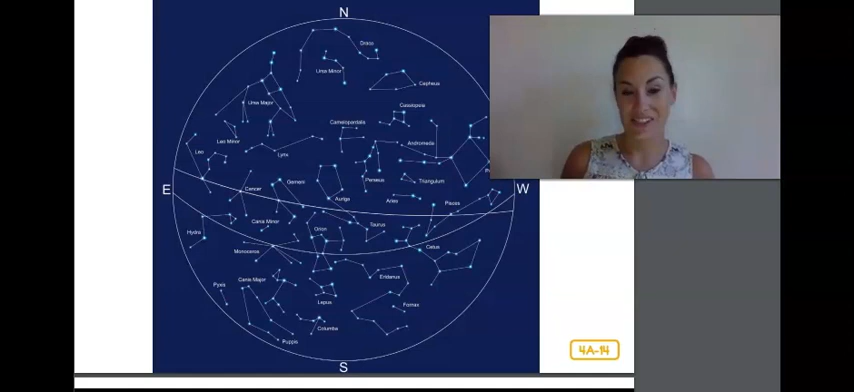 N
Draco
Ursa Minor
Cepheus
Ursa Major
Cassiopeia
Camelopardalis
Leo Minor
Andromeda
Leo
Lynx
Perseus
Triangulum
Cancer
Gemini
E
W
Auriga
Aries
Pisces
Canis Minor
Taurus
Hydra
Orion
Cetus
Monoceros
Canis Major
Eridanus
Pyxis
Lepus
Fornax
Columba
Puppis
4A-14
S